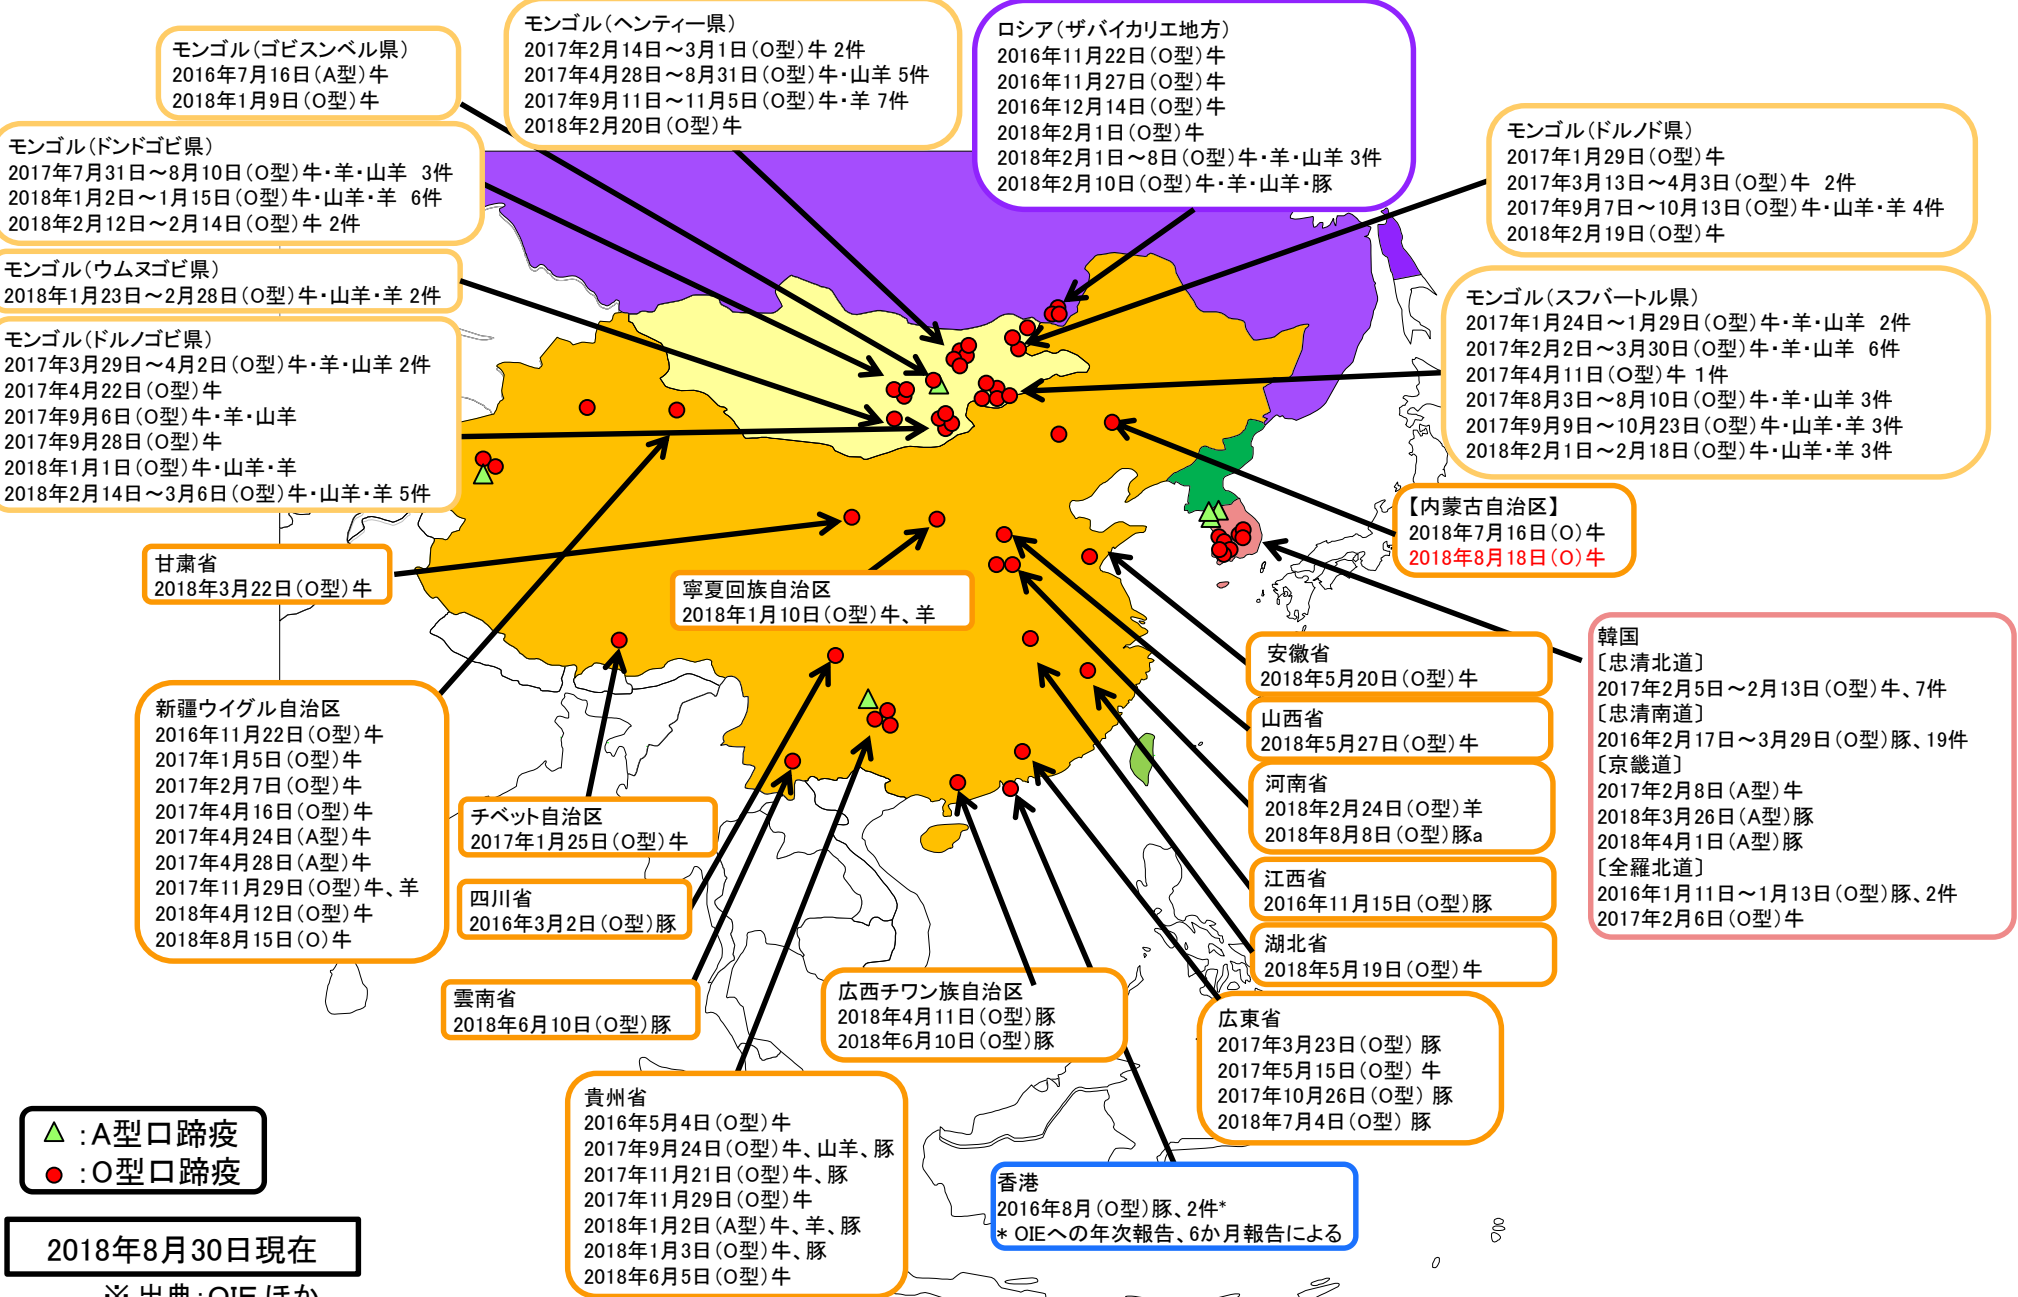 モンゴル（ゴビスンベル県）
2016年7月16日（A型）牛
2018年1月9日（O型）牛
モンゴル（ヘンティー県）
2017年2月14日～3月1日（O型）牛 2件
2017年4月28日～8月31日（O型）牛・山羊 5件
2017年9月11日～11月5日（O型）牛・羊 7件
2018年2月20日（O型）牛
ロシア（ザバイカリエ地方）
2016年11月22日（O型）牛
2016年11月27日（O型）牛
2016年12月14日（O型）牛
2018年2月1日（O型）牛
2018年2月1日～8日（O型）牛・羊・山羊 3件
2018年2月10日（O型）牛・羊・山羊・豚
モンゴル（ドルノド県）
2017年1月29日（O型）牛
2017年3月13日～4月3日（O型）牛 2件
2017年9月7日～10月13日（O型）牛・山羊・羊 4件
2018年2月19日（O型）牛
モンゴル（ドンドゴビ県）
2017年7月31日～8月10日（O型）牛・羊・山羊 3件
2018年1月2日～1月15日（O型）牛・山羊・羊 6件
2018年2月12日～2月14日（O型）牛 2件
モンゴル（ウムヌゴビ県）
2018年1月23日～2月28日（O型）牛・山羊・羊 2件
モンゴル（ドルノゴビ県）
2017年3月29日～4月2日（O型）牛・羊・山羊 2件
2017年4月22日（O型）牛
2017年9月6日（O型）牛・羊・山羊
2017年9月28日（O型）牛
2018年1月1日（O型）牛・山羊・羊
2018年2月14日～3月6日（O型）牛・山羊・羊 5件
モンゴル（スフバートル県）
2017年1月24日～1月29日（O型）牛・羊・山羊 2件
2017年2月2日～3月30日（O型）牛・羊・山羊 6件
2017年4月11日（O型）牛 1件
2017年8月3日～8月10日（O型）牛・羊・山羊 3件
2017年9月9日～10月23日（O型）牛・山羊・羊 3件
2018年2月1日～2月18日（O型）牛・山羊・羊 3件
【内蒙古自治区】
2018年7月16日（O）牛
2018年8月18日（O）牛
甘粛省
2018年3月22日（O型）牛
寧夏回族自治区
2018年1月10日（O型）牛、羊
韓国
〔忠清北道〕
2017年2月5日～2月13日（O型）牛、7件
〔忠清南道〕
2016年2月17日～3月29日（O型）豚、19件
〔京畿道〕
2017年2月8日（A型）牛
2018年3月26日（A型）豚
2018年4月1日（A型）豚
〔全羅北道〕
2016年1月11日～1月13日（O型）豚、2件
2017年2月6日（O型）牛
安徽省
2018年5月20日（O型）牛
山西省
2018年5月27日（O型）牛
河南省
2018年2月24日（O型）羊
2018年8月8日（O型）豚a
江西省
2016年11月15日（O型）豚
湖北省
2018年5月19日（O型）牛
新疆ウイグル自治区
2016年11月22日（O型）牛
2017年1月5日（O型）牛
2017年2月7日（O型）牛
2017年4月16日（O型）牛
2017年4月24日（A型）牛
2017年4月28日（A型）牛
2017年11月29日（O型）牛、羊
2018年4月12日（O型）牛
2018年8月15日（O）牛
チベット自治区
2017年1月25日（O型）牛
四川省
2016年3月2日（O型）豚
雲南省
2018年6月10日（O型）豚
広西チワン族自治区
2018年4月11日（O型）豚
2018年6月10日（O型）豚
広東省
2017年3月23日（O型） 豚
2017年5月15日（O型） 牛
2017年10月26日（O型） 豚
2018年7月4日（O型） 豚
貴州省
2016年5月4日（O型）牛
2017年9月24日（O型）牛、山羊、豚
2017年11月21日（O型）牛、豚
2017年11月29日（O型）牛
2018年1月2日（A型）牛、羊、豚
2018年1月3日（O型）牛、豚
2018年6月5日（O型）牛
香港
2016年8月（O型）豚、2件*
* OIEへの年次報告、6か月報告による
：A型口蹄疫
：O型口蹄疫
2018年8月30日現在
※ 出典：OIE ほか